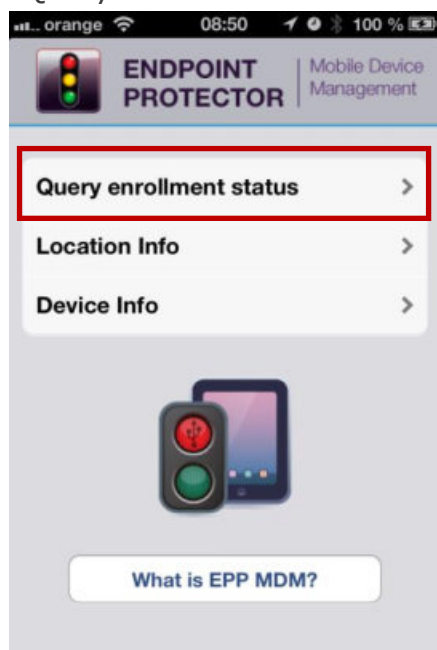 orange 08:50 100 %
ENDPOINT
PROTECTOR
Mobile Device
Management
Query enrollment status
Location Info
Device Info
What is EPP MDM?